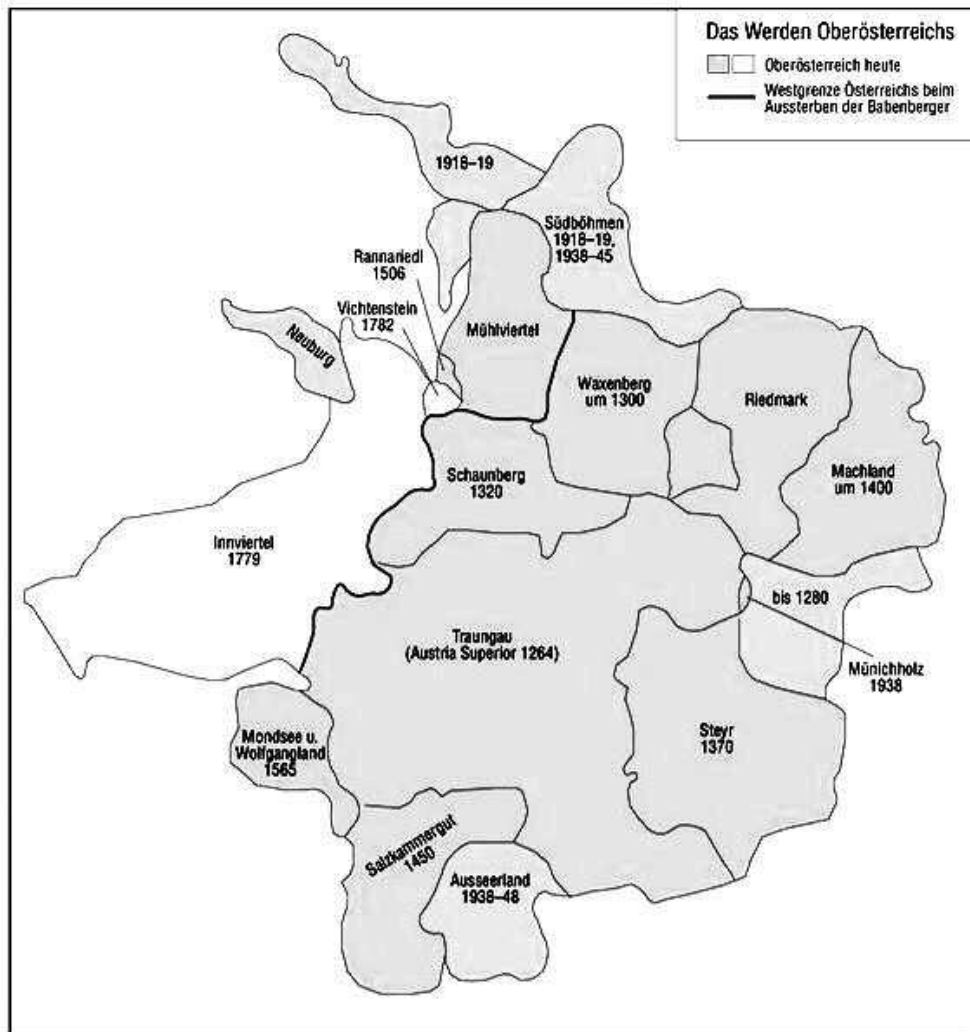 Das Werden Oberösterreichs
Oberösterreich heute
Westgrenze Österreichs beim
Aussterben der Babenberger
1918–19
Südböhmen
1918–19,
1938–45
Rannariedl
1506
Vichtenstein
1782
Neuburg
Mühlviertel
Waxenberg
um 1300
Riedmark
Machland
um 1400
Schaunberg
1320
Innviertel
1779
bis 1280
Traungau
(Austria Superior 1264)
Münichholz
1938
Steyr
1370
Mondsee u.
Wolfgangland
1565
Salzkammergut
1450
Ausseerland
1938–48